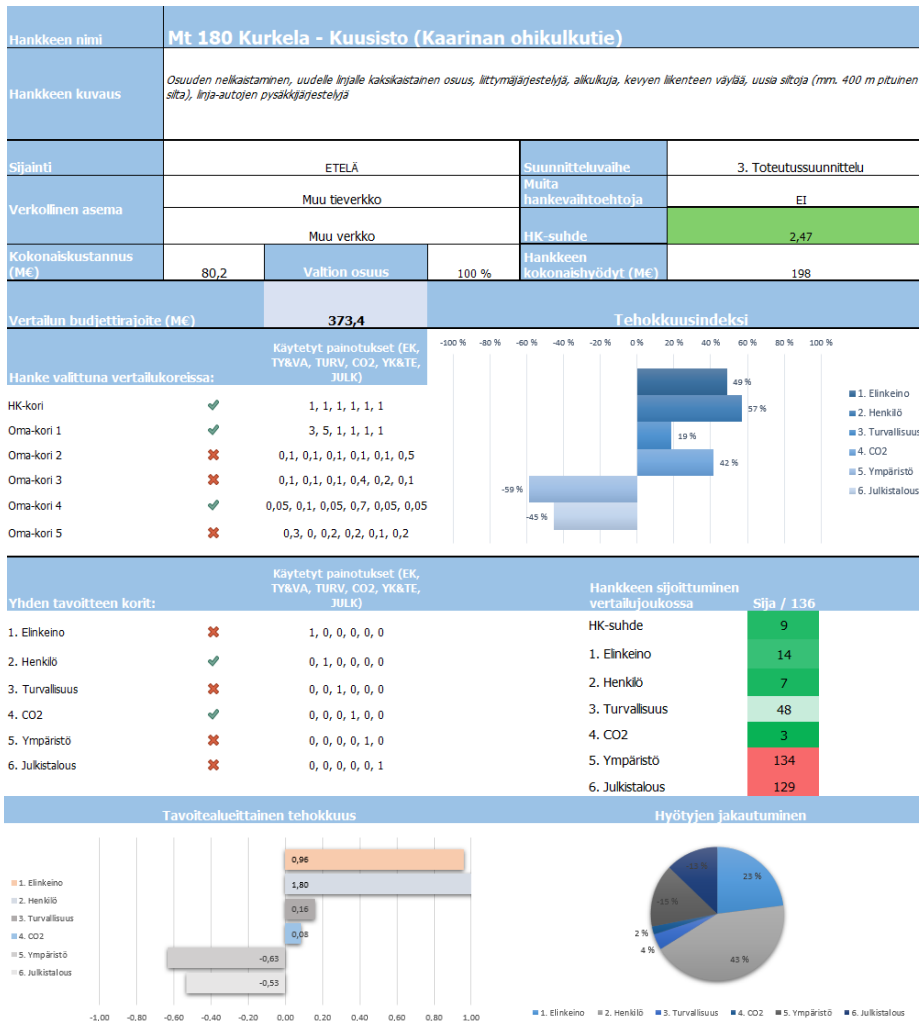 Hankkeen nimi
Mt 180 Kurkela - Kuusisto (Kaarinan ohikulkutie)
Hankkeen kuvaus
Osuuden nelikaistaminen, uudelle linjalle kaksikaistainen osuus, liittymäjärjestelyjä, alikulkuja, kevyen liikenteen väylää, uusia siltoja (mm. 400 m pituinen
silta), linja-autojen pysäkkijärjestelyjä
Sijainti
ETELÄ
Suunnitteluvaihe
3. Toteutussuunnittelu
Verkollinen asema
Muu tieverkko
Muita
hankevaihtoehtoja
EI
Muu verkko
HK-suhde
2,47
Kokonaiskustannus
(M€)
80,2
Valtion osuus
100 %
Hankkeen
kokonaishyödyt (M€)
198
Vertailun budjettirajoite (M€)
373,4
Tehokkuusindeksi
Hanke valittuna vertailukoreissa:
Käytetyt painotukset (EK,
TY&VA, TURV, CO2, YK&TE,
JULK)
HK-kori
1, 1, 1, 1, 1, 1
Oma-kori 1
3, 5, 1, 1, 1, 1
Oma-kori 2
0,1, 0,1, 0,1, 0,1, 0,1, 0,5
Oma-kori 3
0,1, 0,1, 0,1, 0,4, 0,2, 0,1
Oma-kori 4
0,05, 0,1, 0,05, 0,7, 0,05, 0,05
Oma-kori 5
0,3, 0, 0,2, 0,2, 0,1, 0,2
-100 % -80 % -60 % -40 % -20 % 0 % 20 % 40 % 60 % 80 % 100 %
49 %
57 %
19 %
42 %
-59 %
-45 %
1. Elinkeino
2. Henkilö
3. Turvallisuus
4. CO2
5. Ympäristö
6. Julkistalous
Yhden tavoitteen korit:
Käytetyt painotukset (EK,
TY&VA, TURV, CO2, YK&TE,
JULK)
1. Elinkeino
1, 0, 0, 0, 0, 0
2. Henkilö
0, 1, 0, 0, 0, 0
3. Turvallisuus
0, 0, 1, 0, 0, 0
4. CO2
0, 0, 0, 1, 0, 0
5. Ympäristö
0, 0, 0, 0, 1, 0
6. Julkistalous
0, 0, 0, 0, 0, 1
Hankkeen sijoittuminen
vertailujoukossa
Sija / 136
HK-suhde 9
1. Elinkeino 14
2. Henkilö 7
3. Turvallisuus 48
4. CO2 3
5. Ympäristö 134
6. Julkistalous 129
Tavoitealueittainen tehokkuus
1. Elinkeino
2. Henkilö
3. Turvallisuus
4. CO2
5. Ympäristö
6. Julkistalous
0,96
1,80
0,16
0,08
-0,63
-0,53
-1,00 -0,80 -0,60 -0,40 -0,20 0,00 0,20 0,40 0,60 0,80 1,00
Hyötyjen jakautuminen
23 %
43 %
4 %
2 %
-15 %
1. Elinkeino 2. Henkilö 3. Turvallisuus 4. CO2 5. Ympäristö 6. Julkistalous